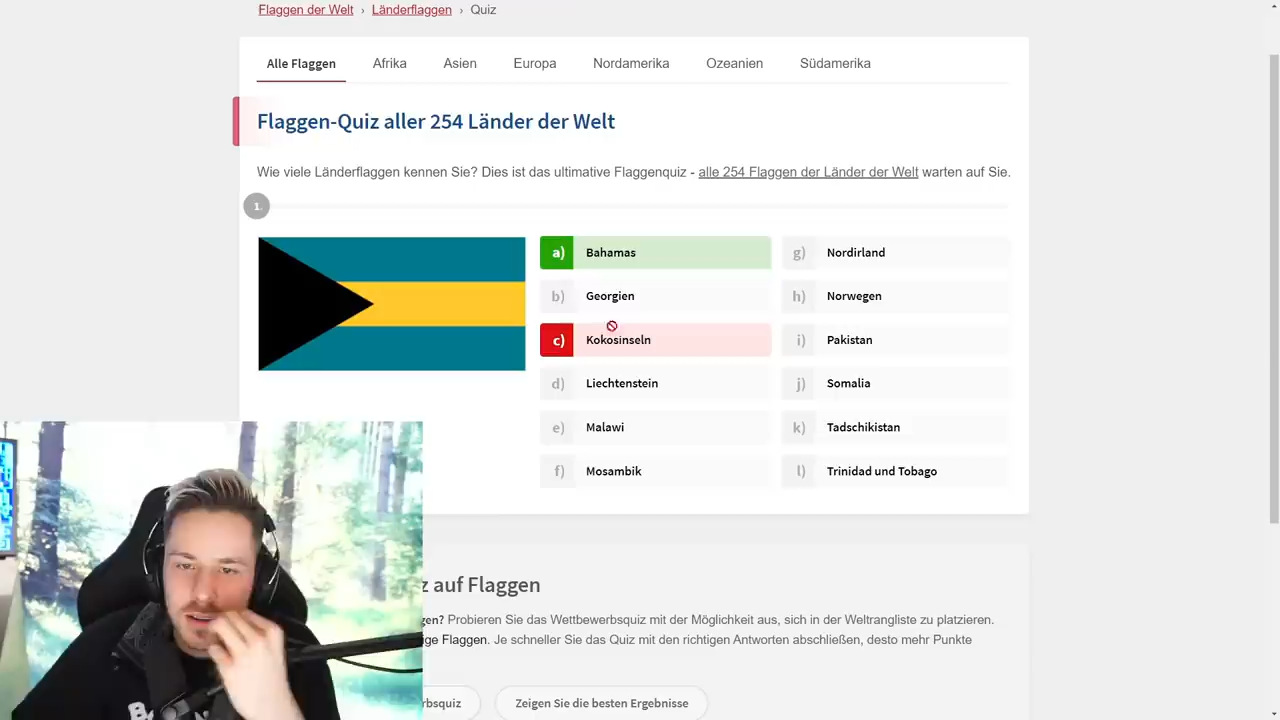 Flaggen der Welt › Länderflaggen › Quiz
Alle Flaggen Afrika Asien Europa Nordamerika Ozeanien Südamerika
Flaggen-Quiz aller 254 Länder der Welt
Wie viele Länderflaggen kennen Sie? Dies ist das ultimative Flaggenquiz - alle 254 Flaggen der Länder der Welt warten auf Sie.
1.
a) Bahamas
b) Georgien
c) Kokosinseln
d) Liechtenstein
e) Malawi
f) Mosambik
g) Nordirland
h) Norwegen
i) Pakistan
j) Somalia
k) Tadschikistan
l) Trinidad und Tobago
z auf Flaggen
gen? Probieren Sie das Wettbewerbsquiz mit der Möglichkeit aus, sich in der Weltrangliste zu platzieren.
ige Flaggen. Je schneller Sie das Quiz mit den richtigen Antworten abschließen, desto mehr Punkte
rbsquiz
Zeigen Sie die besten Ergebnisse